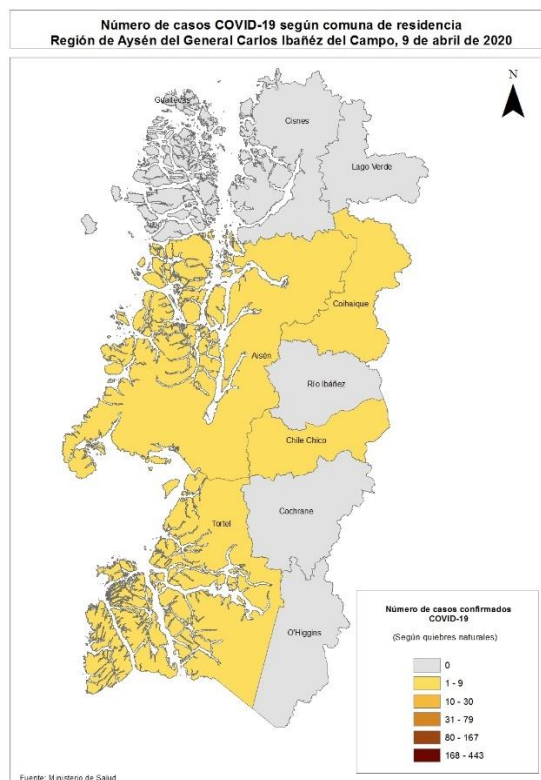 Número de casos COVID-19 según comuna de residencia
Región de Aysén del General Carlos Ibañéz del Campo, 9 de abril de 2020
N
Guaitecas
Cisnes
Lago Verde
Coihaique
Aisén
Río Ibáñez
Chile Chico
Cochrane
Tortel
O'Higgins
Número de casos confirmados
COVID-19
(Según quiebres naturales)
0
1 - 9
10 - 30
31 - 79
80 - 167
168 - 443
Fuente: Ministerio de Salud